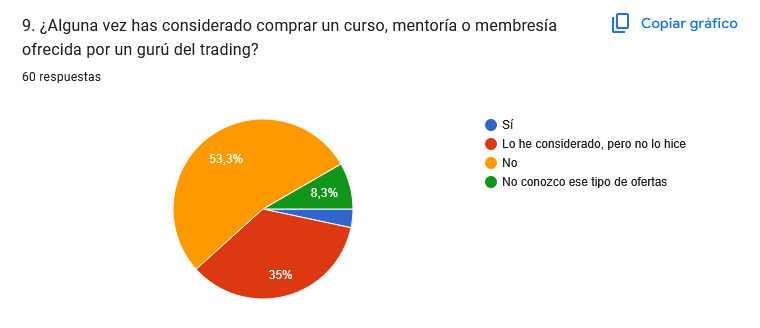 9. ¿Alguna vez has considerado comprar un curso, mentoría o membresía
ofrecida por un gurú del trading?
Copiar gráfico
60 respuestas
Sí
Lo he considerado, pero no lo hice
No
No conozco ese tipo de ofertas
53,3%
8,3%
35%